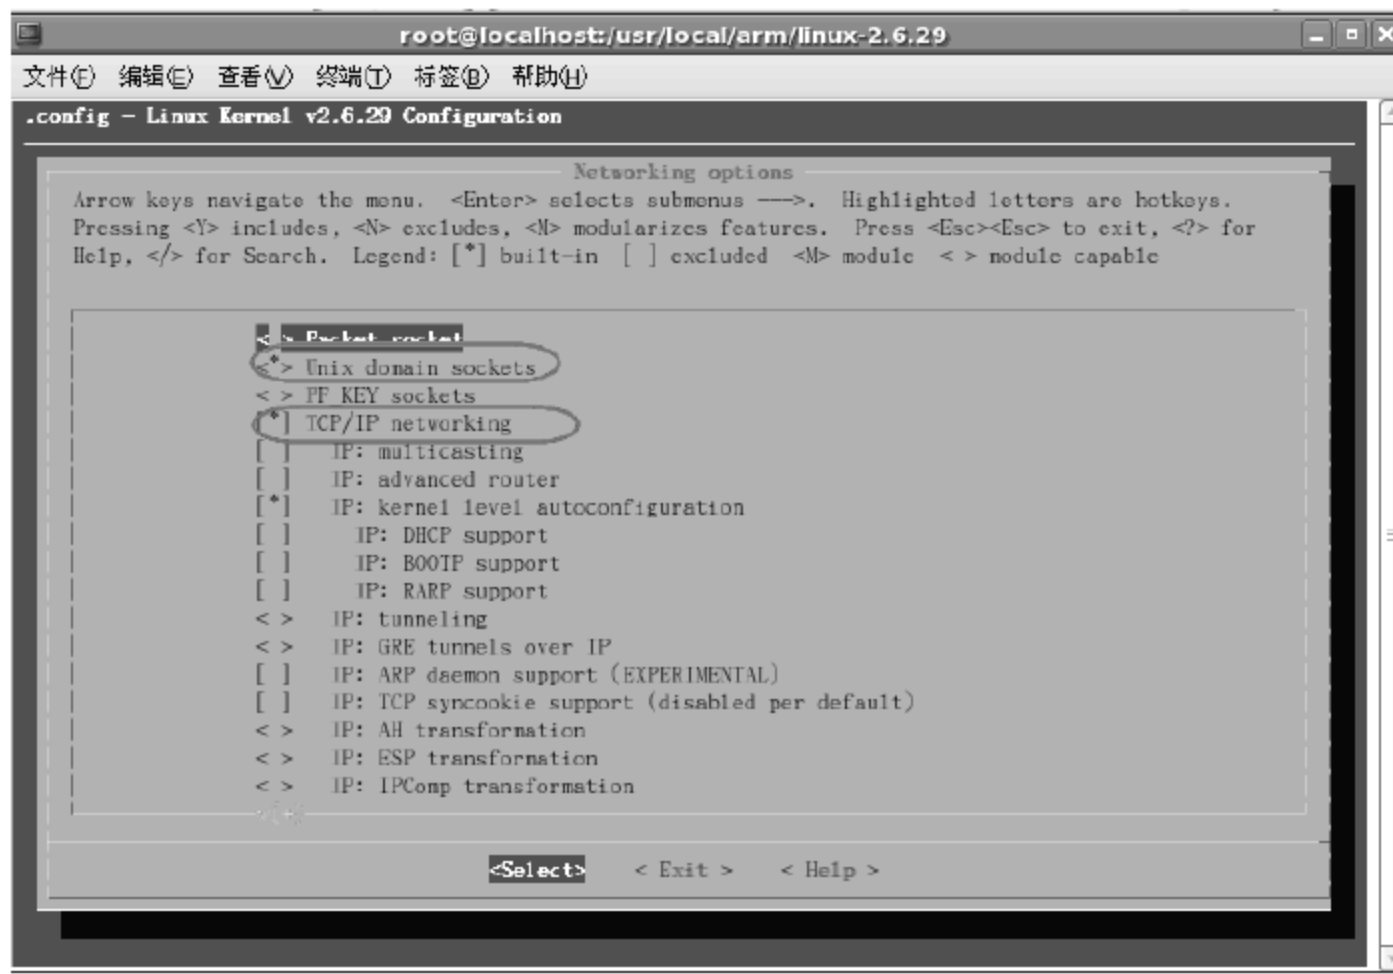 root@localhost:/usr/local/arm/linux-2.6.29
文件(F) 编辑(E) 查看(V) 终端(T) 标签(B) 帮助(H)
.config - Linux Kernel v2.6.29 Configuration
Networking options
Arrow keys navigate the menu. <Enter> selects submenus --->. Highlighted letters are hotkeys.
Pressing <Y> includes, <N> excludes, <M> modularizes features. Press <Esc><Esc> to exit, <?> for
Help, </> for Search. Legend: [*] built-in [ ] excluded <M> module < > module capable
< > Packet socket
<*> Unix domain sockets
< > PF_KEY sockets
[*] TCP/IP networking
[ ] IP: multicasting
[ ] IP: advanced router
[*] IP: kernel level autoconfiguration
[ ] IP: DHCP support
[ ] IP: BOOTP support
[ ] IP: RARP support
< > IP: tunneling
< > IP: GRE tunnels over IP
[ ] IP: ARP daemon support (EXPERIMENTAL)
[ ] IP: TCP syncookie support (disabled per default)
< > IP: AH transformation
< > IP: ESP transformation
< > IP: IPComp transformation
<Select> < Exit > < Help >